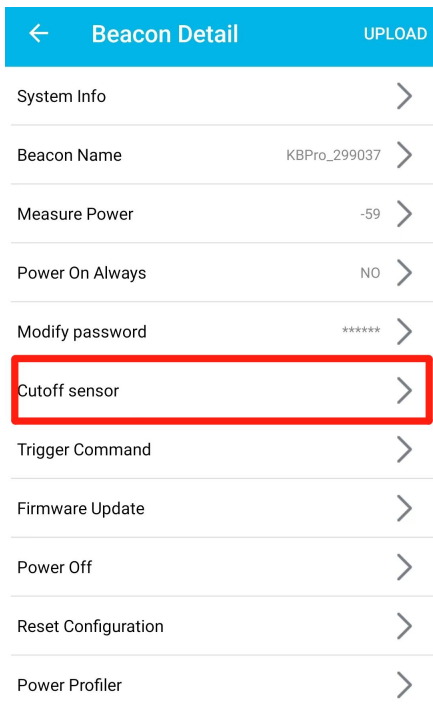 Beacon Detail UPLOAD
System Info
Beacon Name KBPro_299037
Measure Power -59
Power On Always NO
Modify password ******
Cutoff sensor
Trigger Command
Firmware Update
Power Off
Reset Configuration
Power Profiler